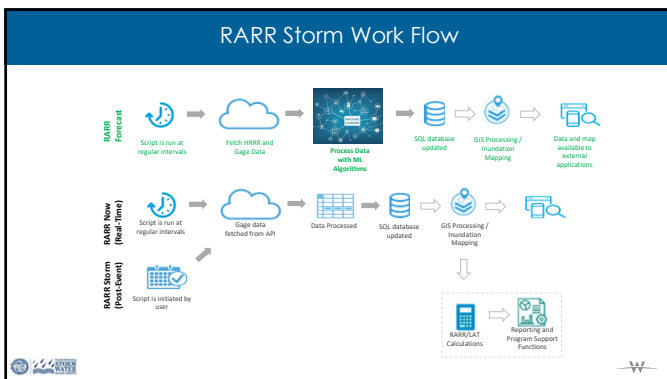 RARR Storm Work Flow
RARR
Forecast
Script is run at
regular intervals
Fetch HRRR and
Gage Data
Process Data
with ML
Algorithms
SQL database
updated
GIS Processing /
Inundation
Mapping
Data and map
available to
external
applications
RARR Now
(Real-Time)
Script is run at
regular intervals
Gage data
fetched from API
Data Processed
SQL database
updated
GIS Processing /
Inundation
Mapping
RARR Storm
(Post-Event)
Script is initiated by
user
RARR/LAT
Calculations
Reporting and
Program Support
Functions
STORM
WATER
W